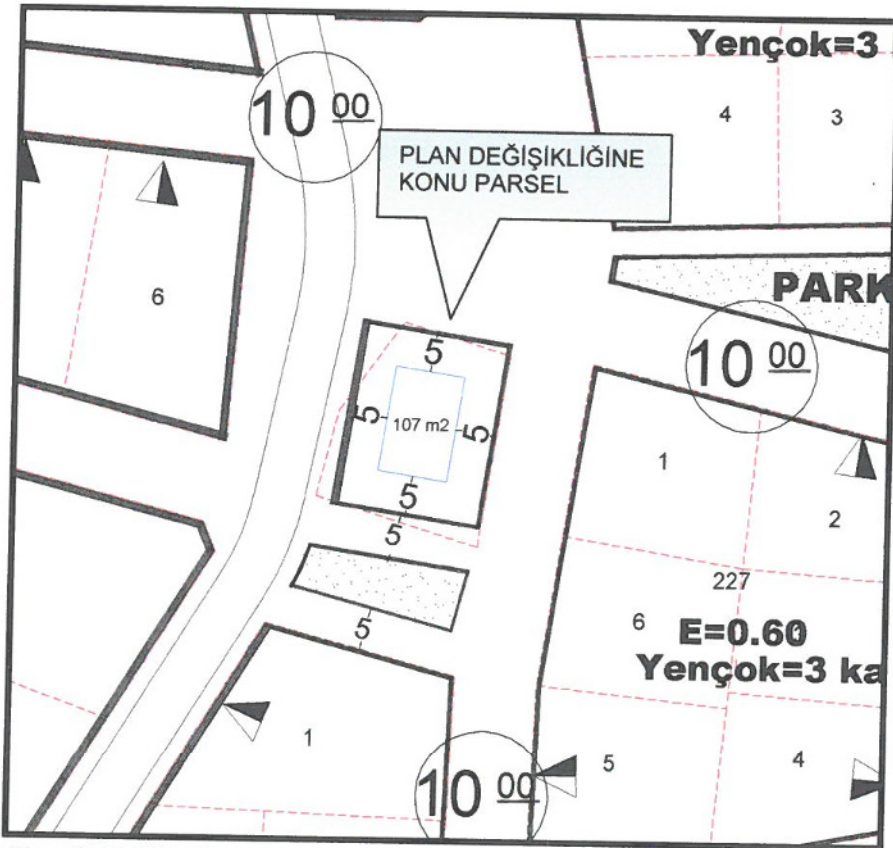 Yençok=3
4
3
10 00
PLAN DEĞİŞİKLİĞİNE
KONU PARSEL
6
PARK
10 00
5
5
107 m2
5
5
1
2
5
227
6
E=0.60
Yençok=3 ka
5
1
5
4
10 00